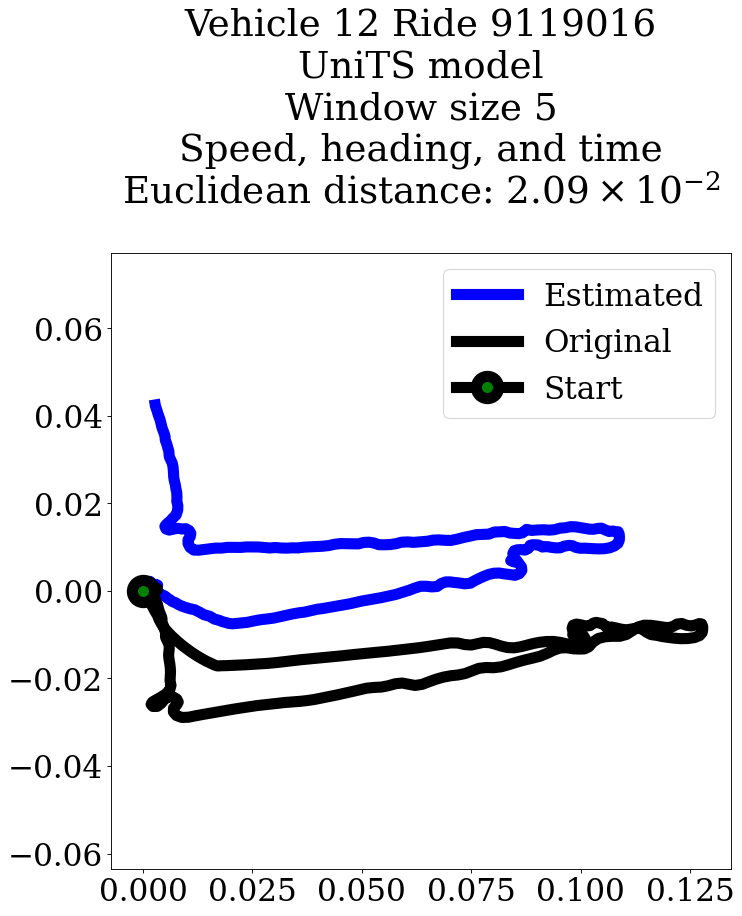 Vehicle 12 Ride 9119016
UniTS model
Window size 5
Speed, heading, and time
Euclidean distance: 2.09 × 10⁻²
Estimated
Original
Start
0.06
0.04
0.02
0.00
−0.02
−0.04
−0.06
0.000 0.025 0.050 0.075 0.100 0.125